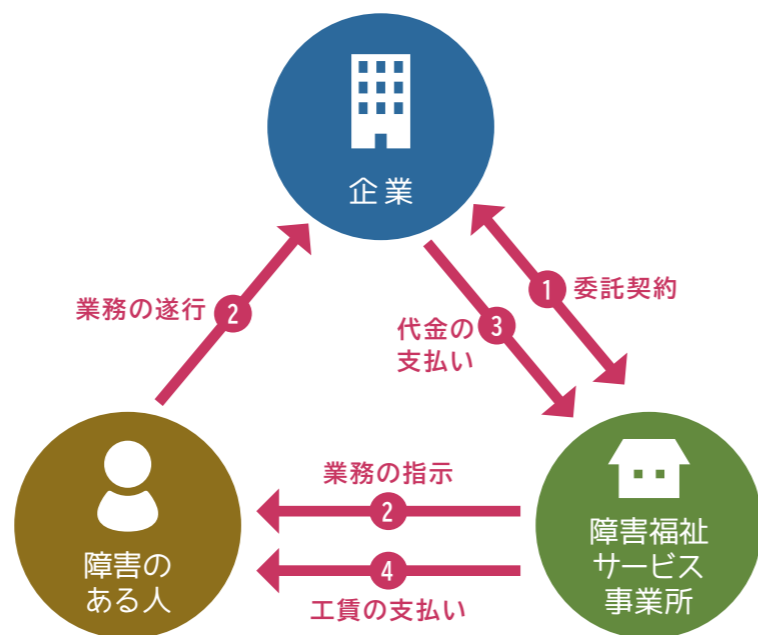 企業
業務の遂行
2
1
委託契約
代金の
支払い
3
業務の指示
2
4
工賃の支払い
障害の
ある人
障害福祉
サービス
事業所